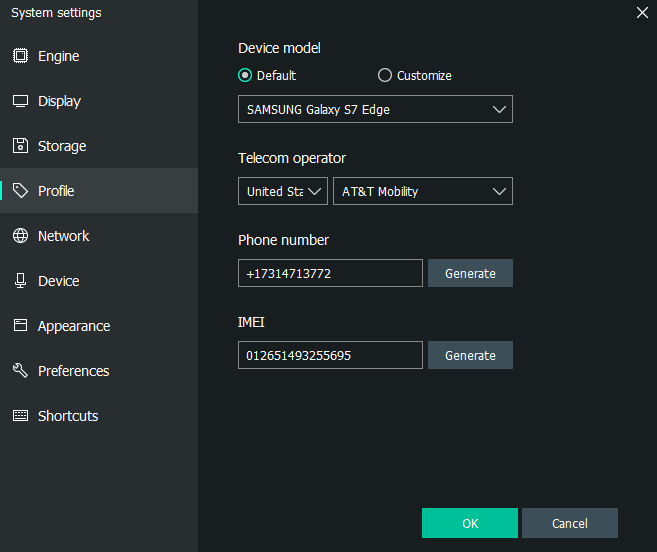 System settings
Engine
Display
Storage
Profile
Network
Device
Appearance
Preferences
Shortcuts
Device model
Default Customize
SAMSUNG Galaxy S7 Edge
Telecom operator
United Sta AT&T Mobility
Phone number
+17314713772 Generate
IMEI
012651493255695 Generate
OK Cancel